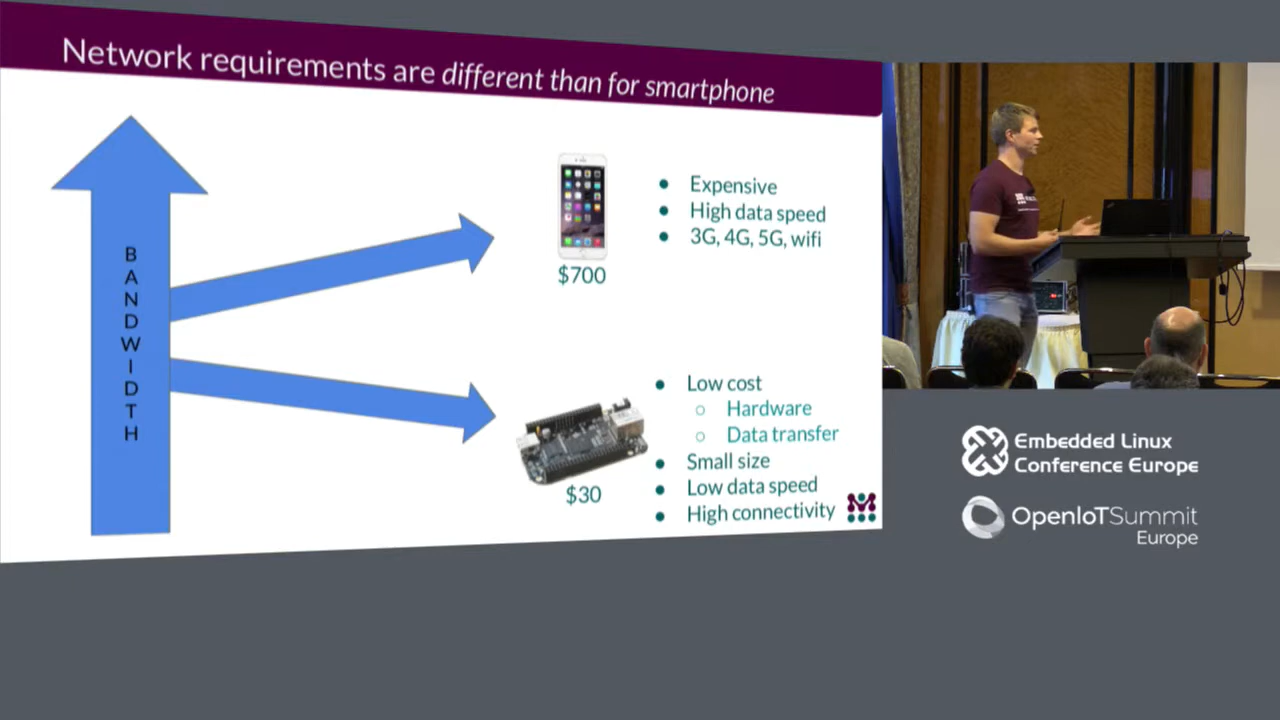 Network requirements are different than for smartphone
BANDWIDTH
Expensive
High data speed
3G, 4G, 5G, wifi
$700
Low cost
Hardware
Data transfer
Small size
Low data speed
High connectivity
$30
Embedded Linux
Conference Europe
OpenIoTSummit
Europe